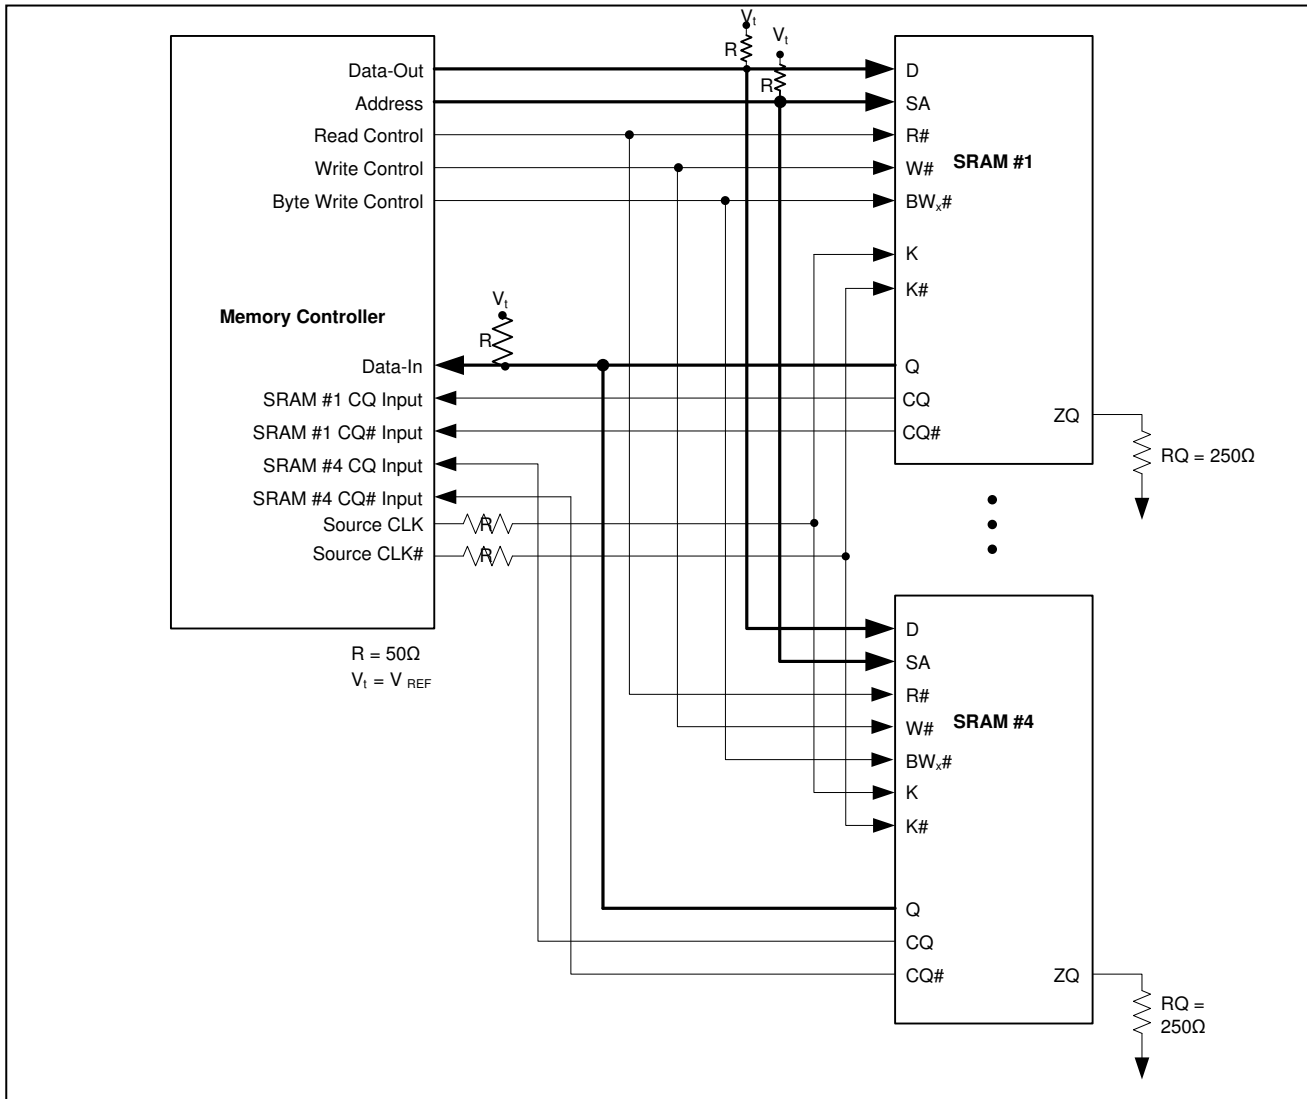 Vt
R
Vt
R
Data-Out
Address
Read Control
Write Control
Byte Write Control
Memory Controller
Vt
R
Data-In
SRAM #1 CQ Input
SRAM #1 CQ# Input
SRAM #4 CQ Input
SRAM #4 CQ# Input
Source CLK
R
Source CLK#
R
R = 50Ω
Vt = V REF
D
SA
R#
SRAM #1
W#
BWx#
K
K#
Q
CQ
ZQ
CQ#
RQ = 250Ω
D
SA
R#
SRAM #4
W#
BWx#
K
K#
Q
CQ
CQ#
ZQ
RQ =
250Ω